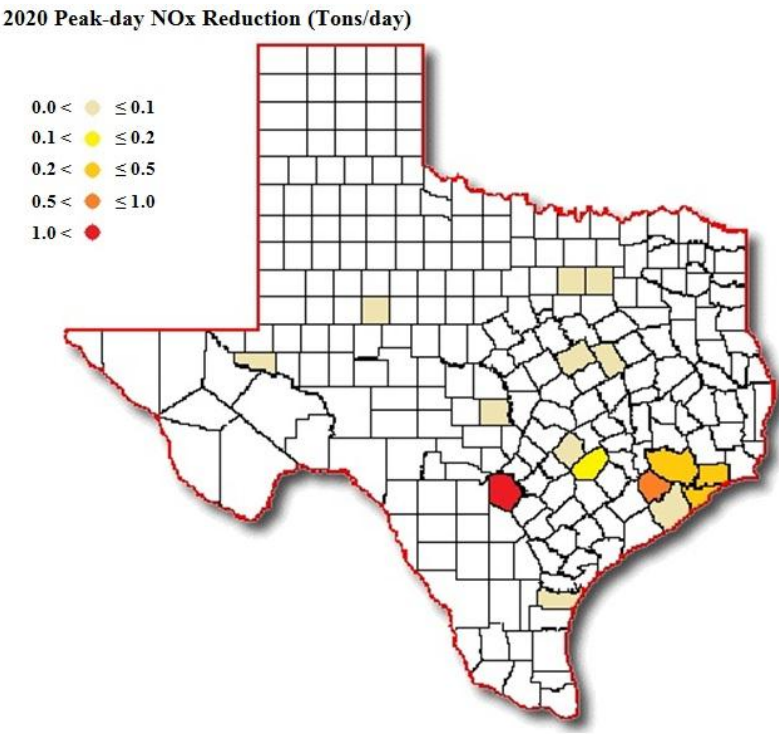 2020 Peak-day NOx Reduction (Tons/day)
0.0 < ≤ 0.1
0.1 < ≤ 0.2
0.2 < ≤ 0.5
0.5 < ≤ 1.0
1.0 <